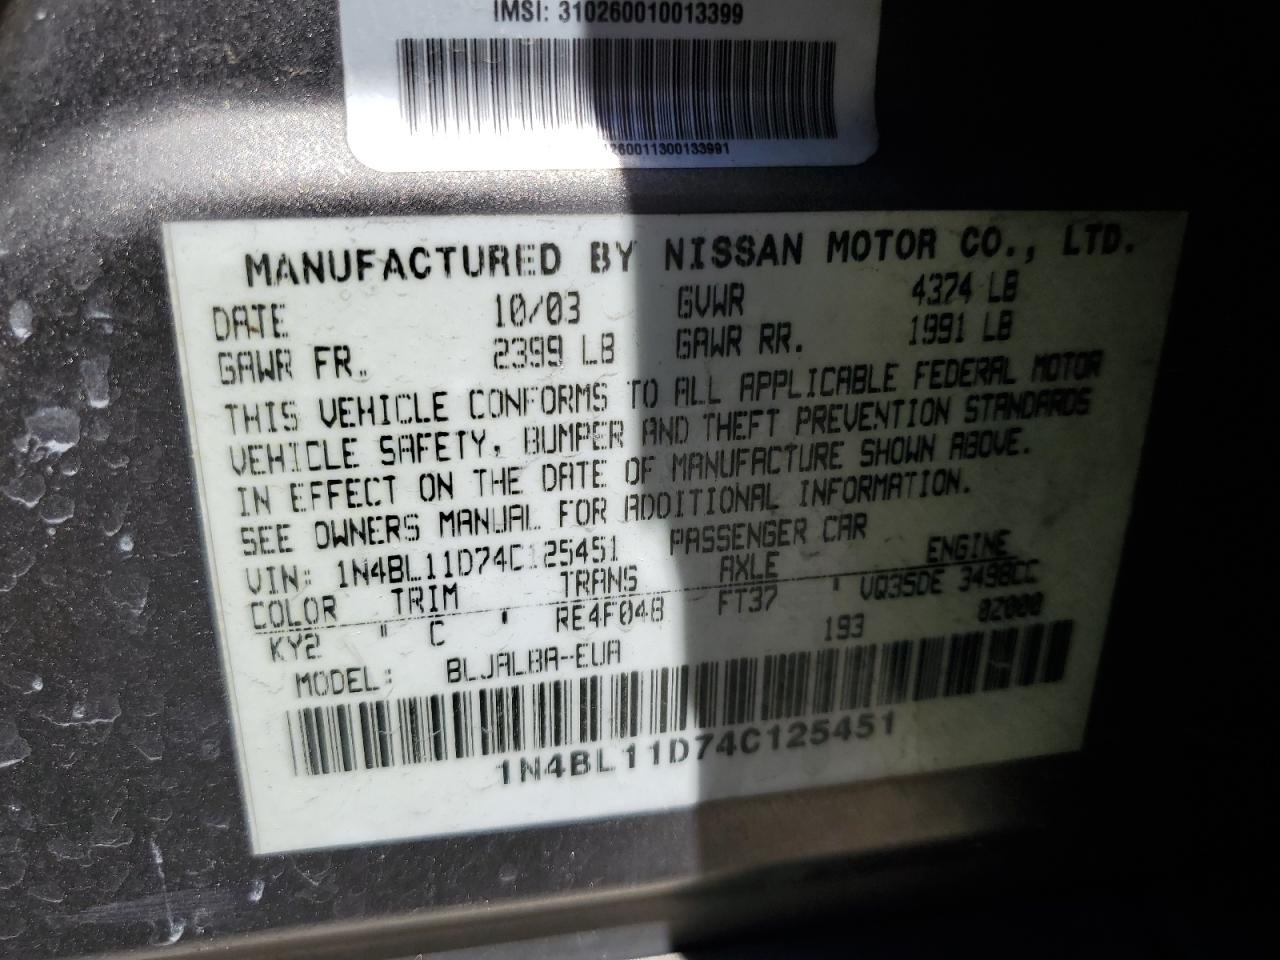 IMSI: 310260010013399
260011300133991
MANUFACTURED BY NISSAN MOTOR CO., LTD.
DATE 10/03 GVWR 4374 LB
GAWR FR. 2399 LB GAWR RR. 1991 LB
THIS VEHICLE CONFORMS TO ALL APPLICABLE FEDERAL MOTOR
VEHICLE SAFETY, BUMPER AND THEFT PREVENTION STANDARDS
IN EFFECT ON THE DATE OF MANUFACTURE SHOWN ABOVE.
SEE OWNERS MANUAL FOR ADDITIONAL INFORMATION.
VIN: 1N4BL11D74C125451 PASSENGER CAR
COLOR TRIM TRANS AXLE ENGINE
KY2 " C " RE4F04B FT37 ' VQ35DE 3498CC
193 0Z000
MODEL: BLJALBA-EUA
1N4BL11D74C125451